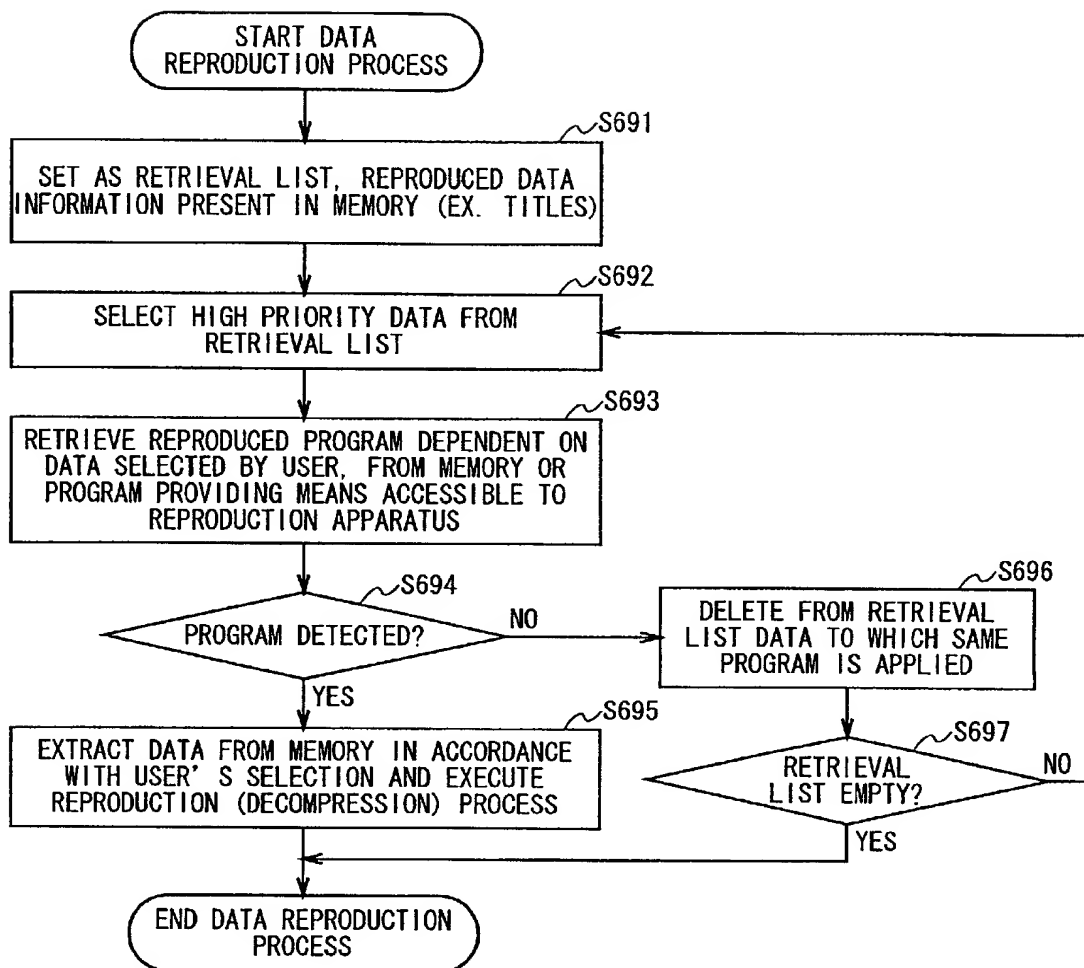 START DATA
REPRODUCTION PROCESS
S691
SET AS RETRIEVAL LIST, REPRODUCED DATA
INFORMATION PRESENT IN MEMORY (EX. TITLES)
S692
SELECT HIGH PRIORITY DATA FROM
RETRIEVAL LIST
S693
RETRIEVE REPRODUCED PROGRAM DEPENDENT ON
DATA SELECTED BY USER, FROM MEMORY OR
PROGRAM PROVIDING MEANS ACCESSIBLE TO
REPRODUCTION APPARATUS
S694
PROGRAM DETECTED?
NO
YES
S696
DELETE FROM RETRIEVAL
LIST DATA TO WHICH SAME
PROGRAM IS APPLIED
S695
EXTRACT DATA FROM MEMORY IN ACCORDANCE
WITH USER'S SELECTION AND EXECUTE
REPRODUCTION (DECOMPRESSION) PROCESS
S697
RETRIEVAL
LIST EMPTY?
NO
YES
END DATA REPRODUCTION
PROCESS